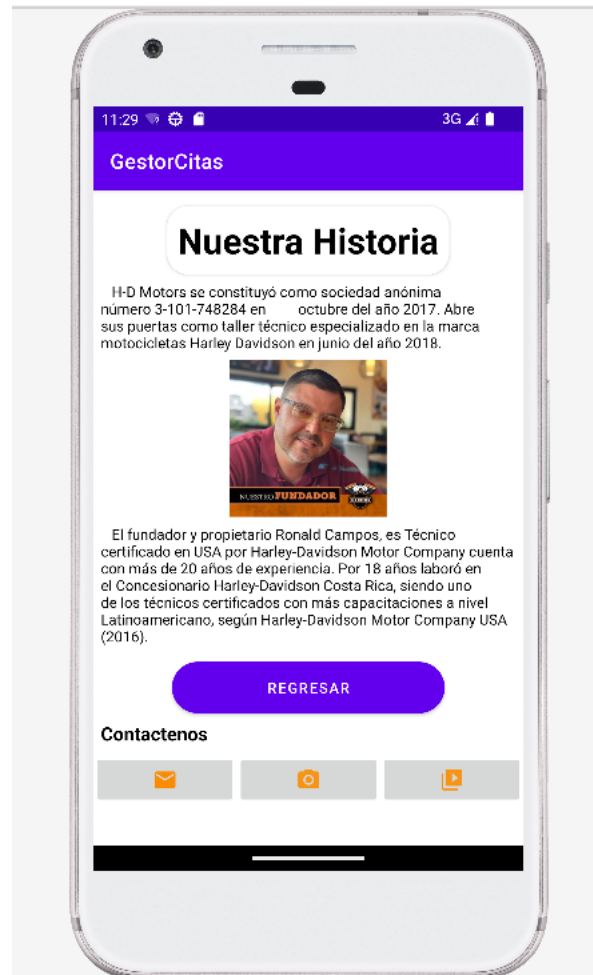 11:29
3G
GestorCitas
Nuestra Historia
H-D Motors se constituyó como sociedad anónima
número 3-101-748284 en octubre del año 2017. Abre
sus puertas como taller técnico especializado en la marca
motocicletas Harley Davidson en junio del año 2018.
NUESTRO FUNDADOR
El fundador y propietario Ronald Campos, es Técnico
certificado en USA por Harley-Davidson Motor Company cuenta
con más de 20 años de experiencia. Por 18 años laboró en
el Concesionario Harley-Davidson Costa Rica, siendo uno
de los técnicos certificados con más capacitaciones a nivel
Latinoamericano, según Harley-Davidson Motor Company USA
(2016).
REGRESAR
Contactenos